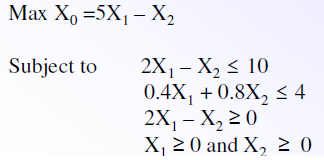 Max X₀ =5X₁ – X₂
Subject to 2X₁ – X₂ ≤ 10
0.4X₁ + 0.8X₂ ≤ 4
2X₁ – X₂ ≥ 0
X₁ ≥ 0 and X₂ ≥ 0